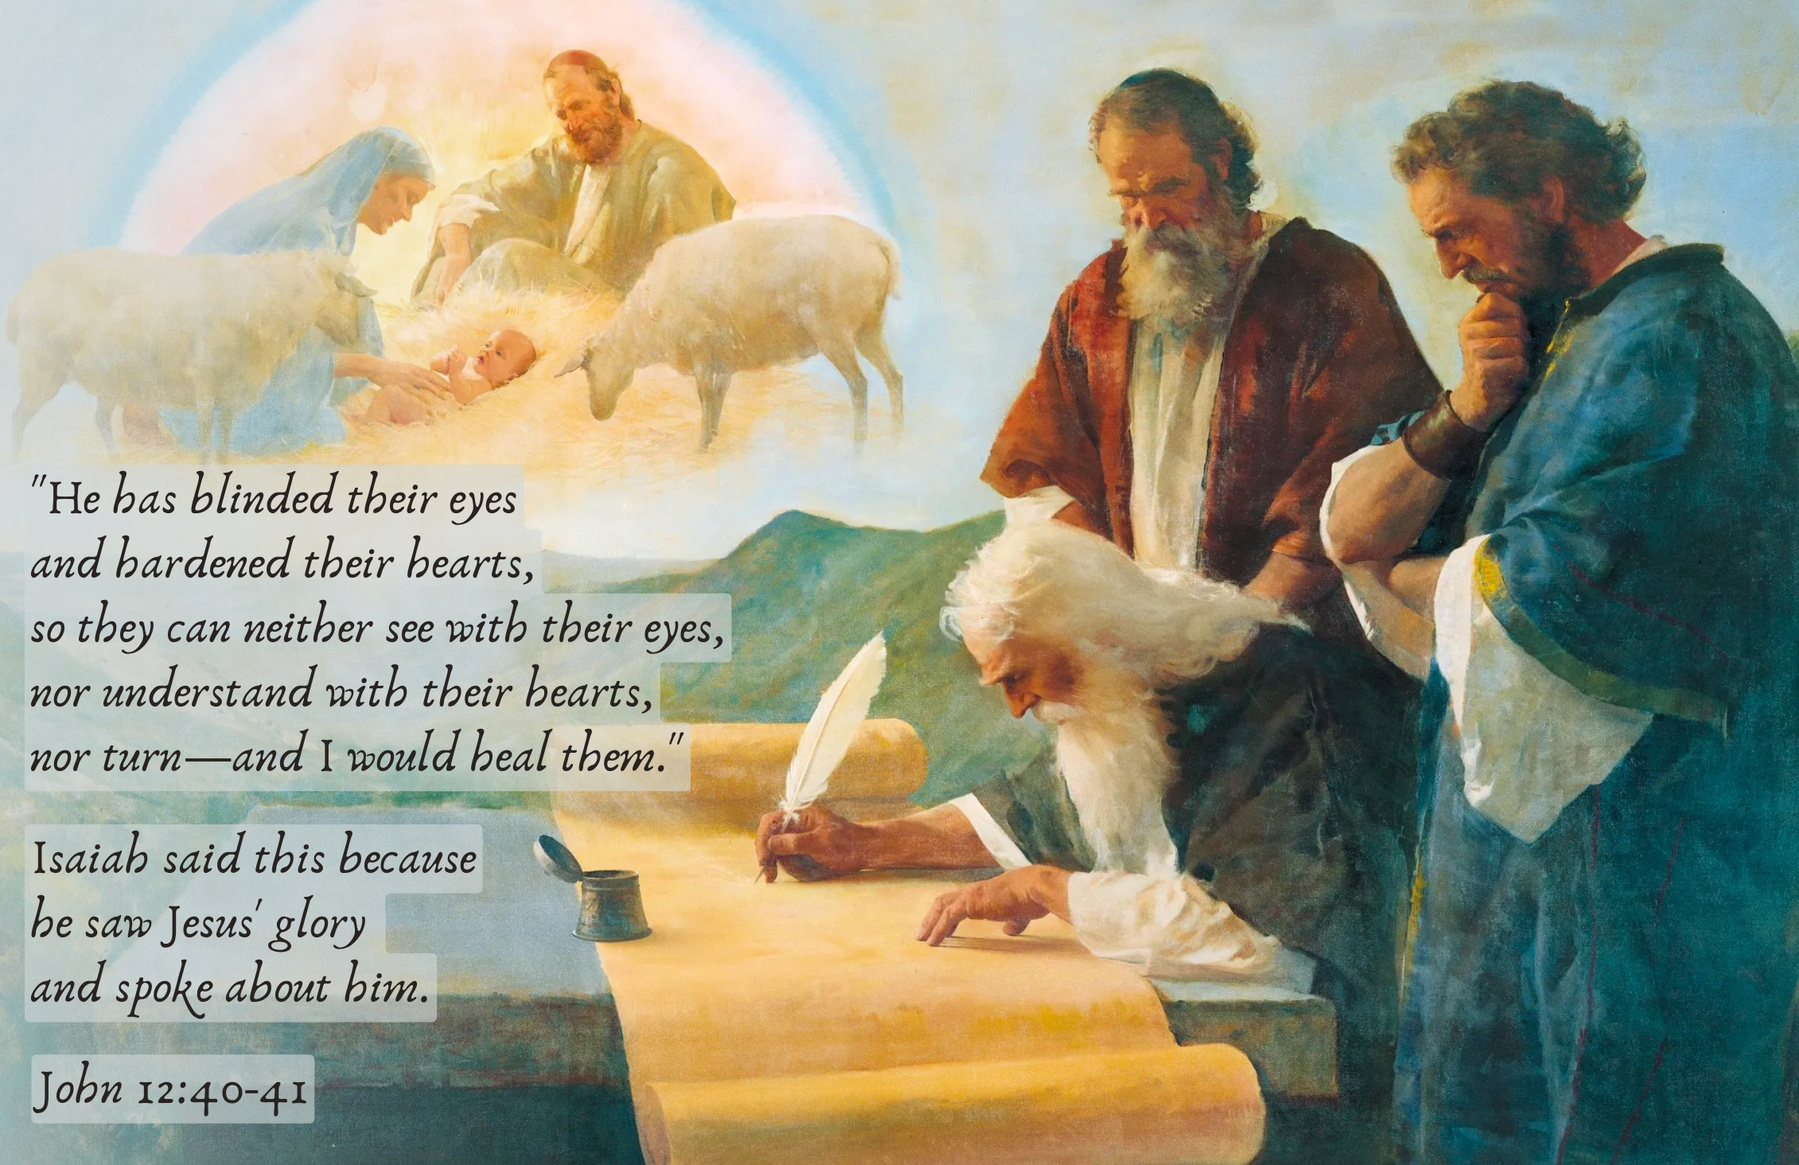 "He has blinded their eyes
and hardened their hearts,
so they can neither see with their eyes,
nor understand with their hearts,
nor turn—and I would heal them."
Isaiah said this because
he saw Jesus' glory
and spoke about him.
John 12:40-41